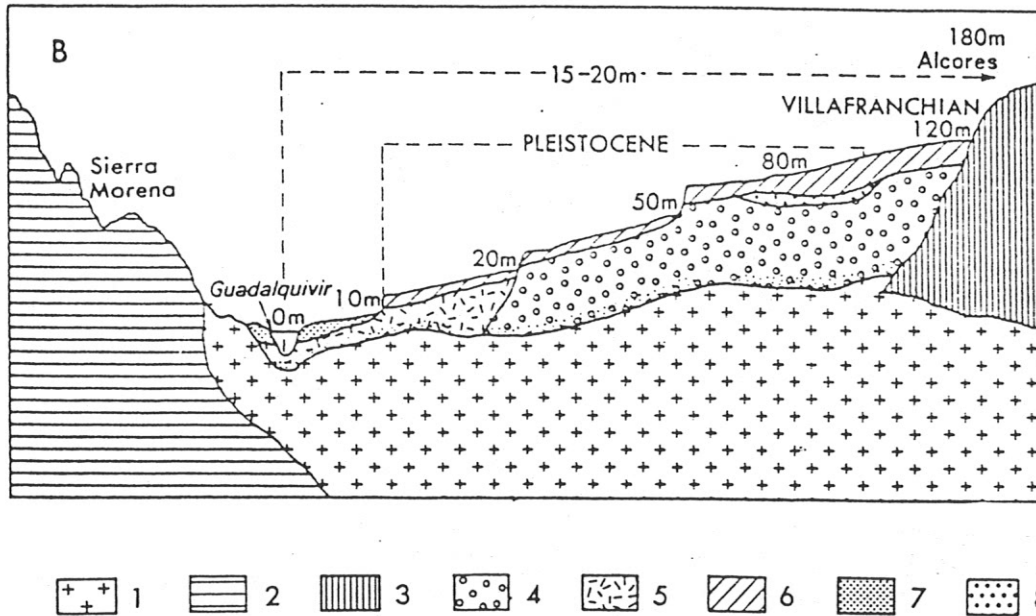 B
180m
Alcores
15-20m
VILLAFRANCHIAN
120m
PLEISTOCENE
80m
Sierra
Morena
50m
20m
Guadalquivir
0m
10m
1 2 3 4 5 6 7